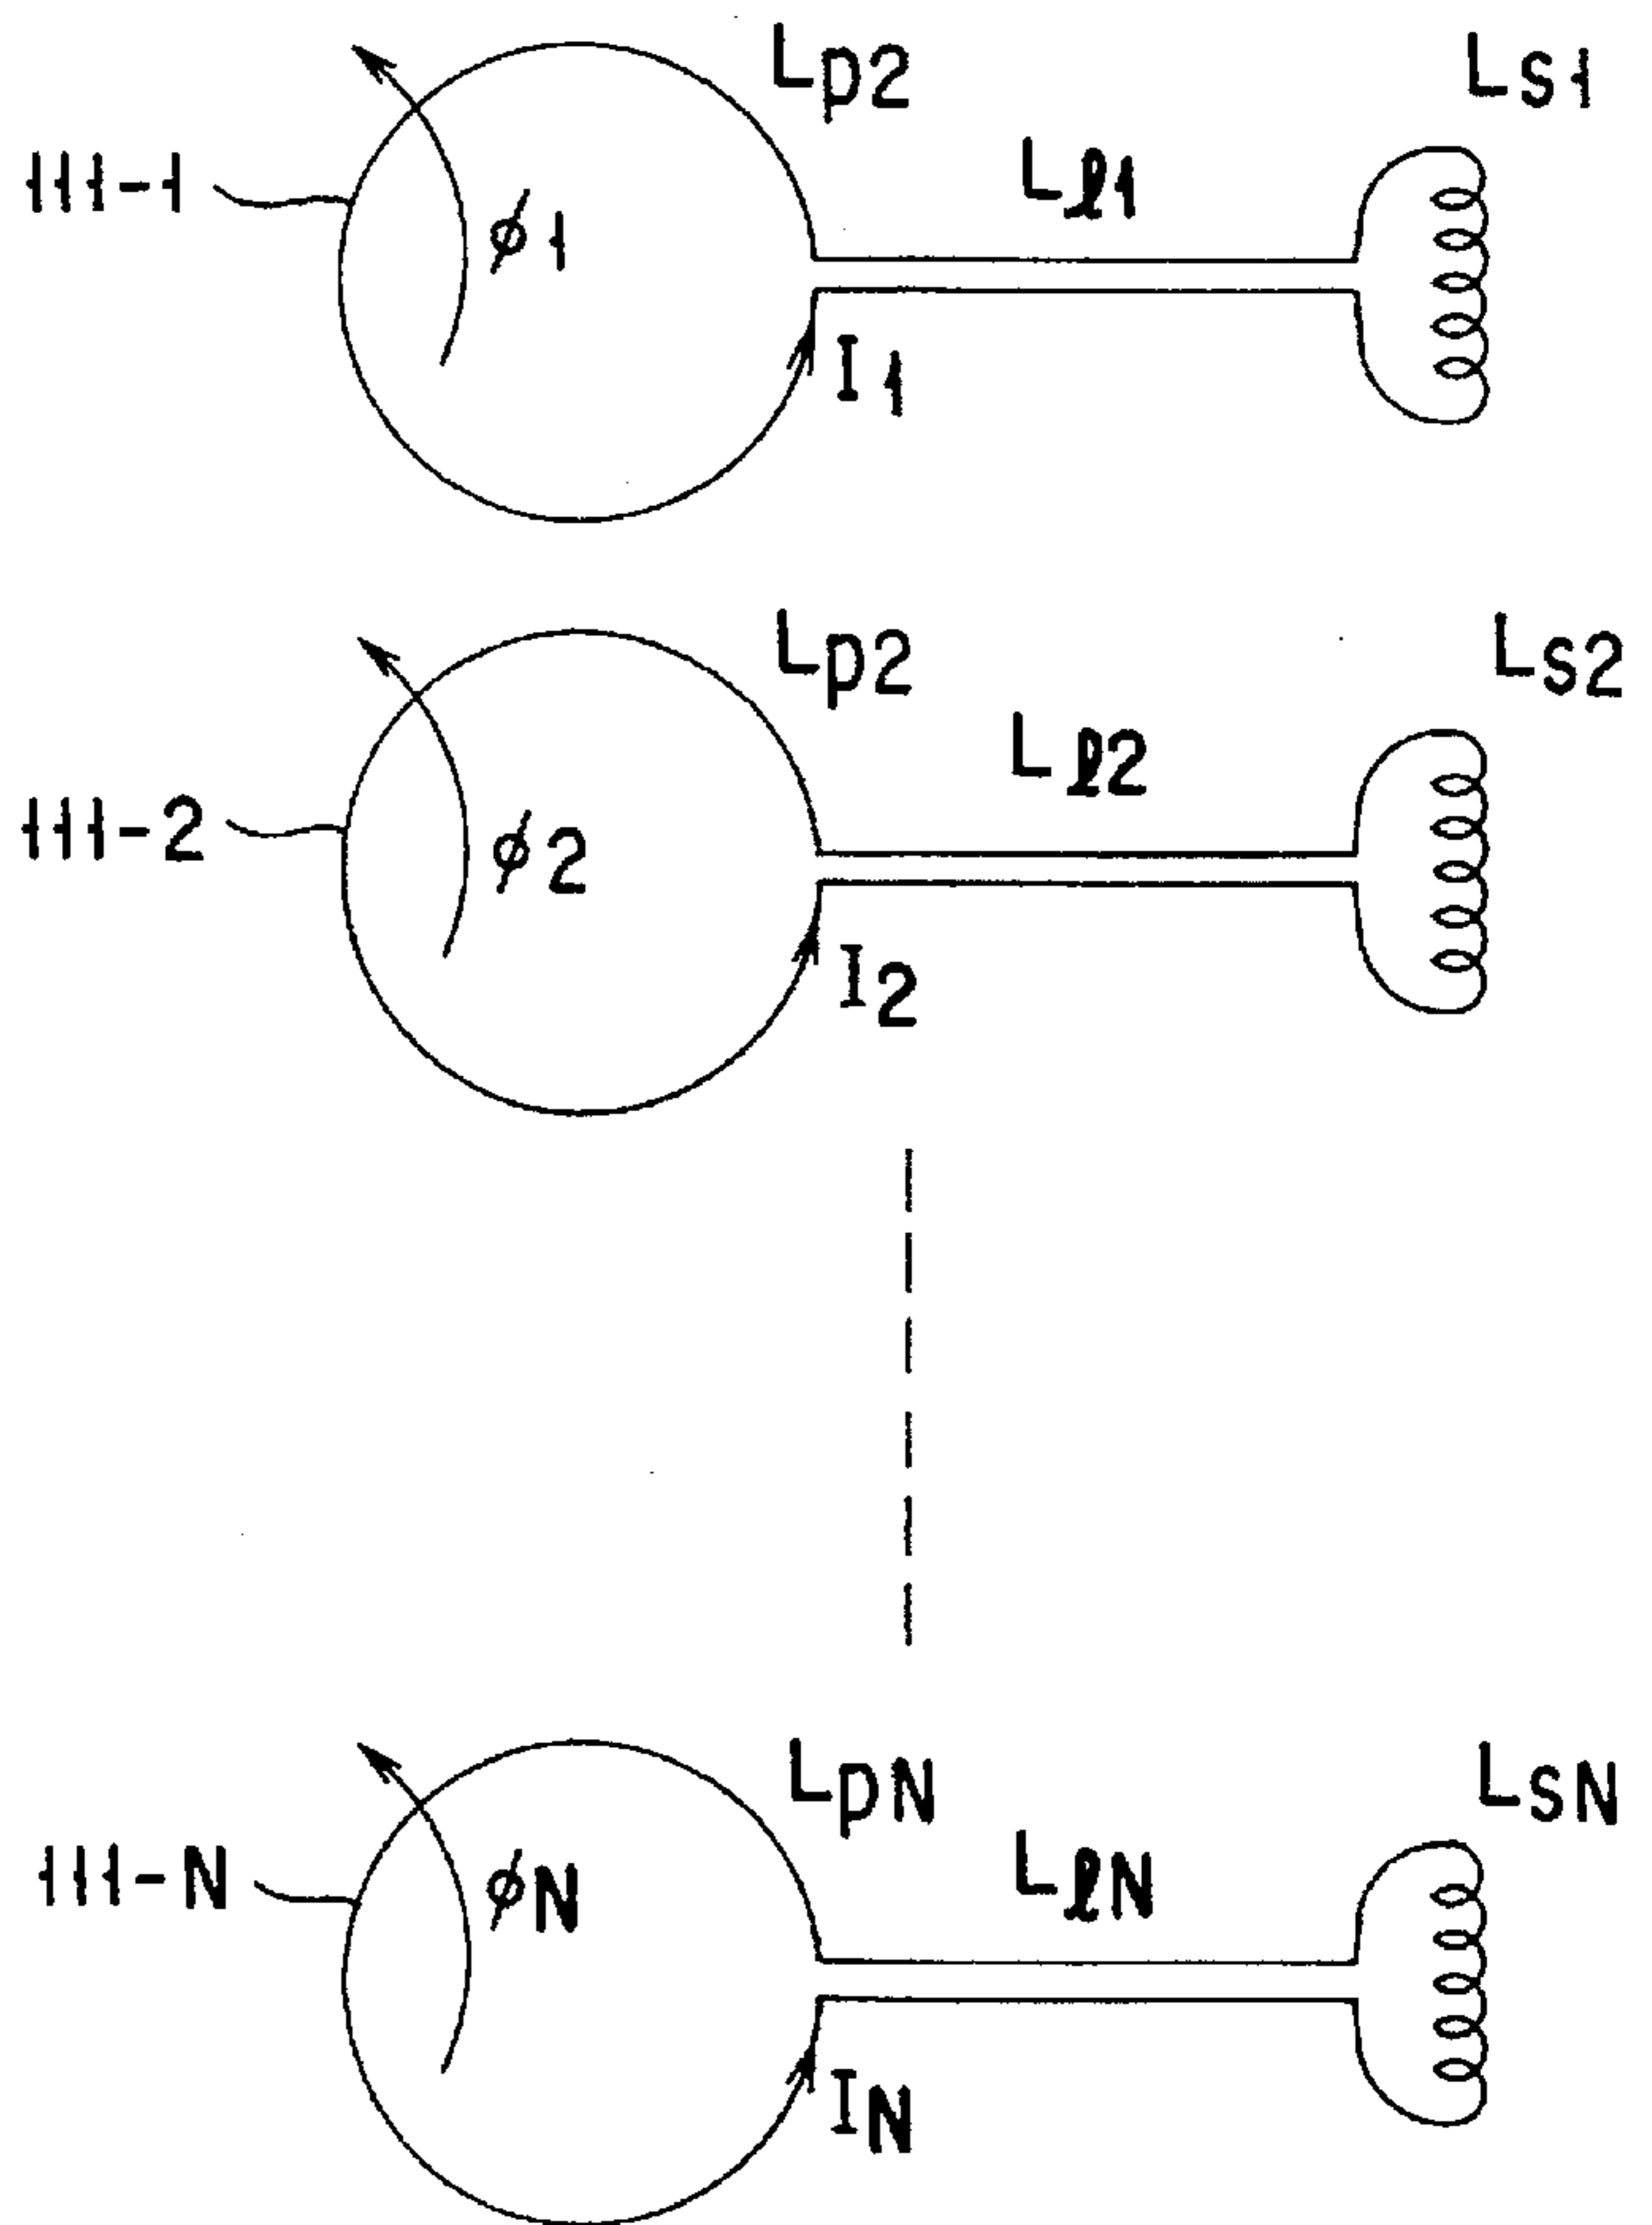 Lp2
Ls1
Lℓ1
111-1
ϕ1
I1
Lp2
Ls2
Lℓ2
111-2
ϕ2
I2
LpN
LsN
LℓN
111-N
ϕN
IN